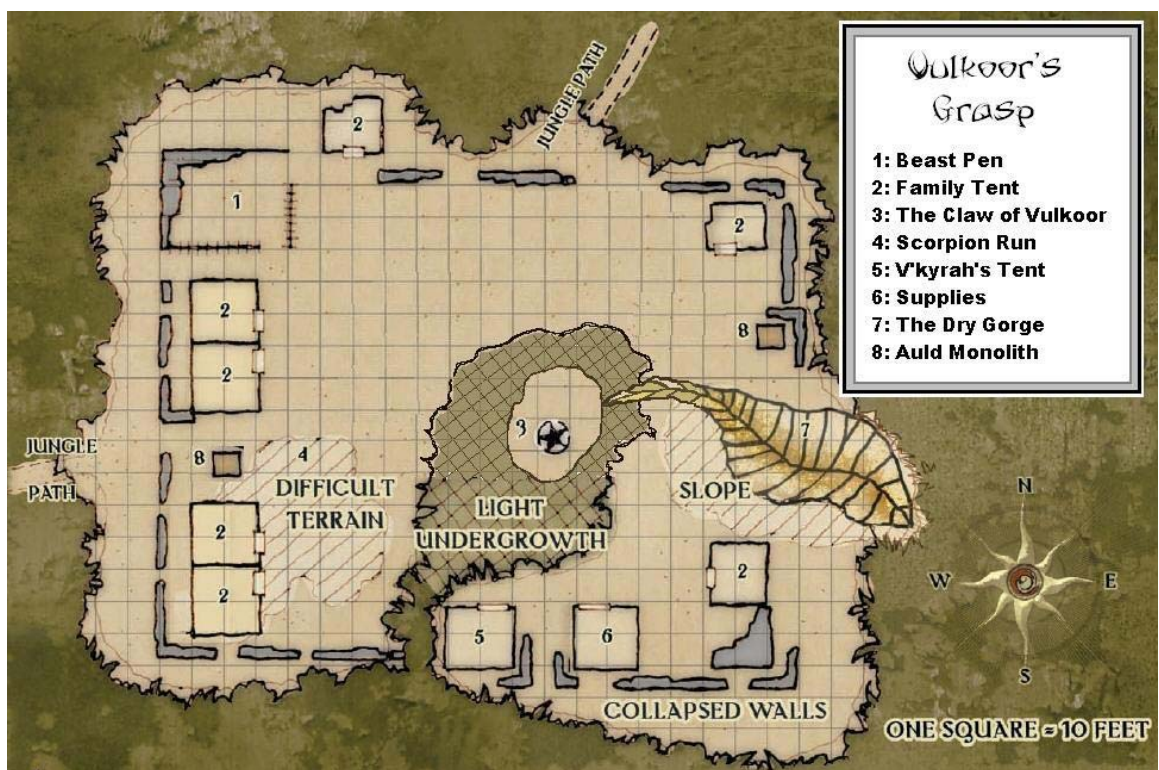 Vulkoor's
Grasp
1: Beast Pen
2: Family Tent
3: The Claw of Vulkoor
4: Scorpion Run
5: V'kyrah's Tent
6: Supplies
7: The Dry Gorge
8: Auld Monolith
JUNGLE PATH
2
1
2
2
8
2
3
7
JUNGLE
PATH
8
4
DIFFICULT
TERRAIN
SLOPE
LIGHT
UNDERGROWTH
2
2
2
5
6
COLLAPSED WALLS
N
W
E
S
ONE SQUARE = 10 FEET